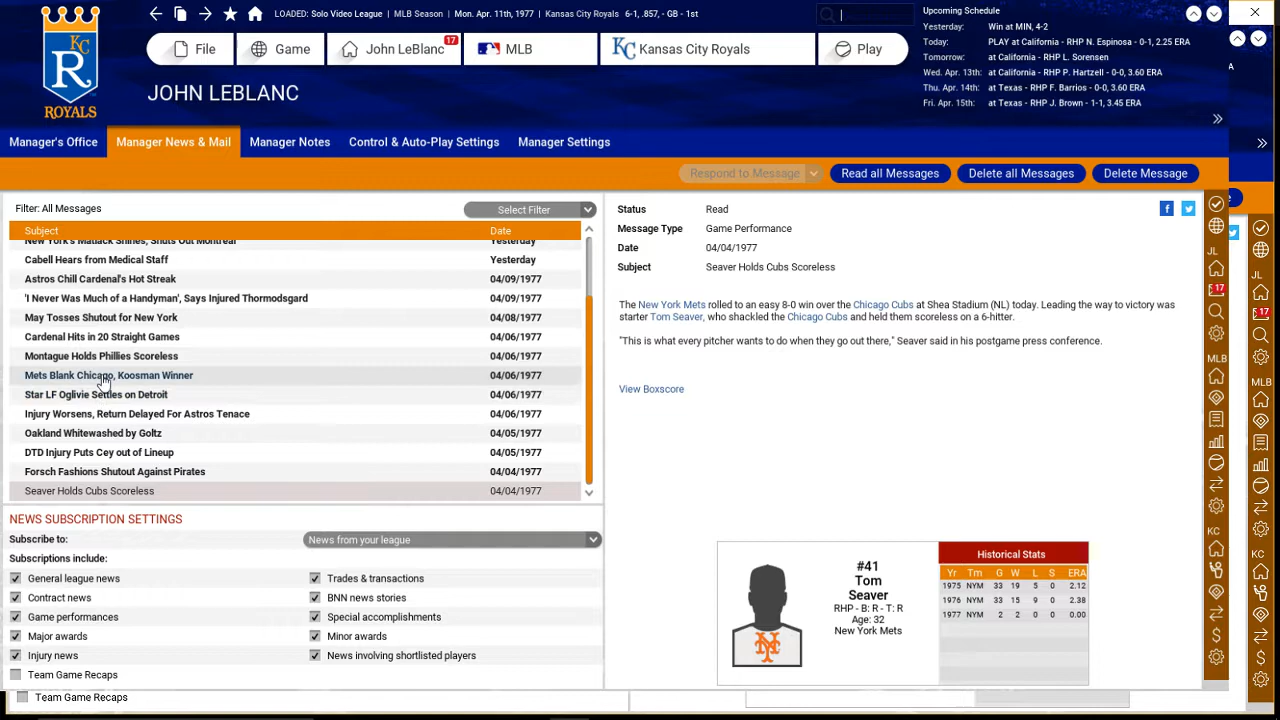 LOADED: Solo Video League | MLB Season | Mon. Apr. 11th, 1977 | Kansas City Royals 6-1, .857, - GB - 1st
Upcoming Schedule
Yesterday: Win at MIN, 4-2
Today: PLAY at California - RHP N. Espinosa - 0-1, 2.25 ERA
Tomorrow: at California - RHP L. Sorensen
Wed. Apr. 13th: at California - RHP P. Hartzell - 0-0, 3.60 ERA
Thu. Apr. 14th: at Texas - RHP F. Barrios - 0-0, 3.60 ERA
Fri. Apr. 15th: at Texas - RHP J. Brown - 1-1, 3.45 ERA
KC
R
ROYALS
File
Game
John LeBlanc
17
MLB
KC Kansas City Royals
Play
JOHN LEBLANC
Manager's Office
Manager News & Mail
Manager Notes
Control & Auto-Play Settings
Manager Settings
Respond to Message
Read all Messages
Delete all Messages
Delete Message
Filter: All Messages
Select Filter
Subject Date
New York's Matlack Shines, Shuts Out Montreal Yesterday
Cabell Hears from Medical Staff Yesterday
Astros Chill Cardenal's Hot Streak 04/09/1977
'I Never Was Much of a Handyman', Says Injured Thormodsgard 04/09/1977
May Tosses Shutout for New York 04/08/1977
Cardenal Hits in 20 Straight Games 04/06/1977
Montague Holds Phillies Scoreless 04/06/1977
Mets Blank Chicago, Koosman Winner 04/06/1977
Star LF Oglivie Settles on Detroit 04/06/1977
Injury Worsens, Return Delayed For Astros Tenace 04/06/1977
Oakland Whitewashed by Goltz 04/05/1977
DTD Injury Puts Cey out of Lineup 04/05/1977
Forsch Fashions Shutout Against Pirates 04/04/1977
Seaver Holds Cubs Scoreless 04/04/1977
NEWS SUBSCRIPTION SETTINGS
Subscribe to: News from your league
Subscriptions include:
General league news
Trades & transactions
Contract news
BNN news stories
Game performances
Special accomplishments
Major awards
Minor awards
Injury news
News involving shortlisted players
Team Game Recaps
Team Game Recaps
Status Read
Message Type Game Performance
Date 04/04/1977
Subject Seaver Holds Cubs Scoreless
The New York Mets rolled to an easy 8-0 win over the Chicago Cubs at Shea Stadium (NL) today. Leading the way to victory was
starter Tom Seaver, who shackled the Chicago Cubs and held them scoreless on a 6-hitter.
"This is what every pitcher wants to do when they go out there," Seaver said in his postgame press conference.
View Boxscore
#41
Tom
Seaver
RHP - B: R - T: R
Age: 32
New York Mets
Historical Stats
Yr Tm G W L S ERA
1975 NYM 33 19 5 0 2.12
1976 NYM 33 15 9 0 2.38
1977 NYM 2 2 0 0 0.00
JL
17
MLB
KC
JL
17
MLB
KC